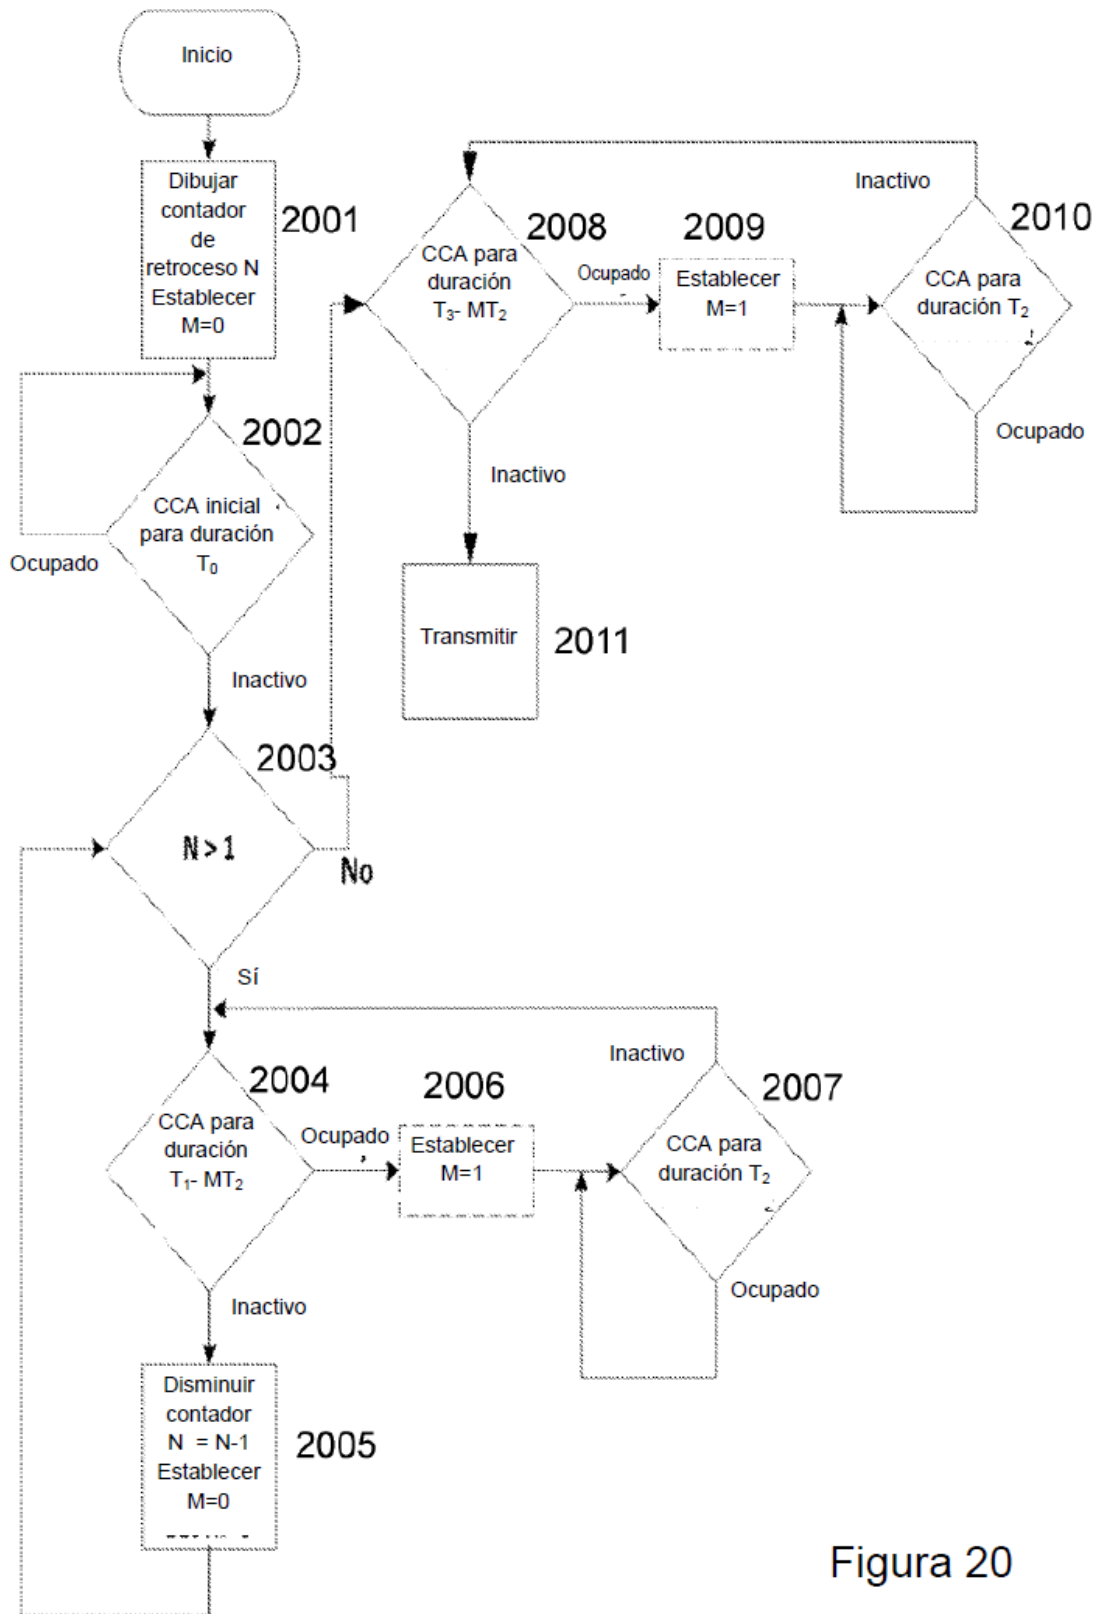 Inicio
Dibujar
contador
de
retroceso N
Establecer
M=0
2001
2002
CCA inicial
para duración
T₀
Ocupado
Inactivo
2003
N>1
No
Sí
2004
CCA para
duración
T₁- MT₂
Ocupado
2006
Establecer
M=1
Inactivo
2007
CCA para
duración T₂
Ocupado
Inactivo
Disminuir
contador
N = N-1
Establecer
M=0
2005
2008
CCA para
duración
T₃- MT₂
Ocupado
2009
Establecer
M=1
Inactivo
2010
CCA para
duración T₂
Ocupado
Inactivo
Transmitir
2011
Figura 20